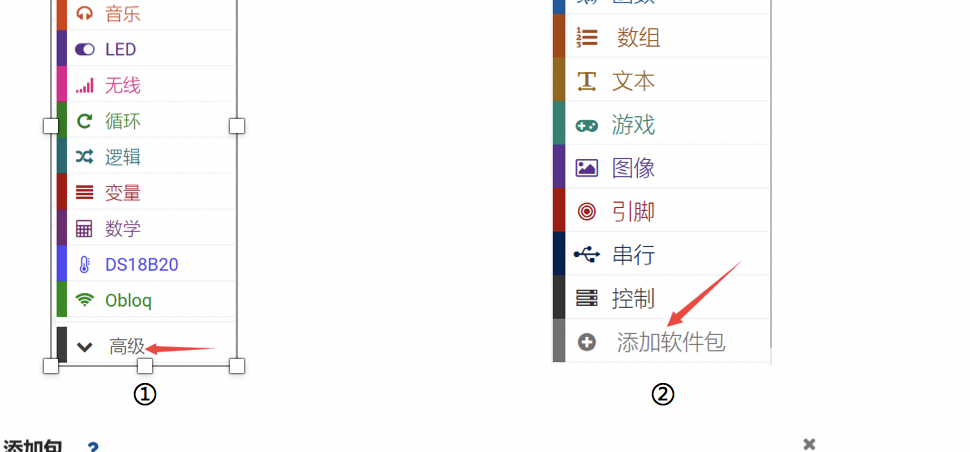 音乐
LED
无线
循环
逻辑
变量
数学
DS18B20
Obloq
高级
①
函数
数组
文本
游戏
图像
引脚
串行
控制
添加软件包
②
添加包 ?